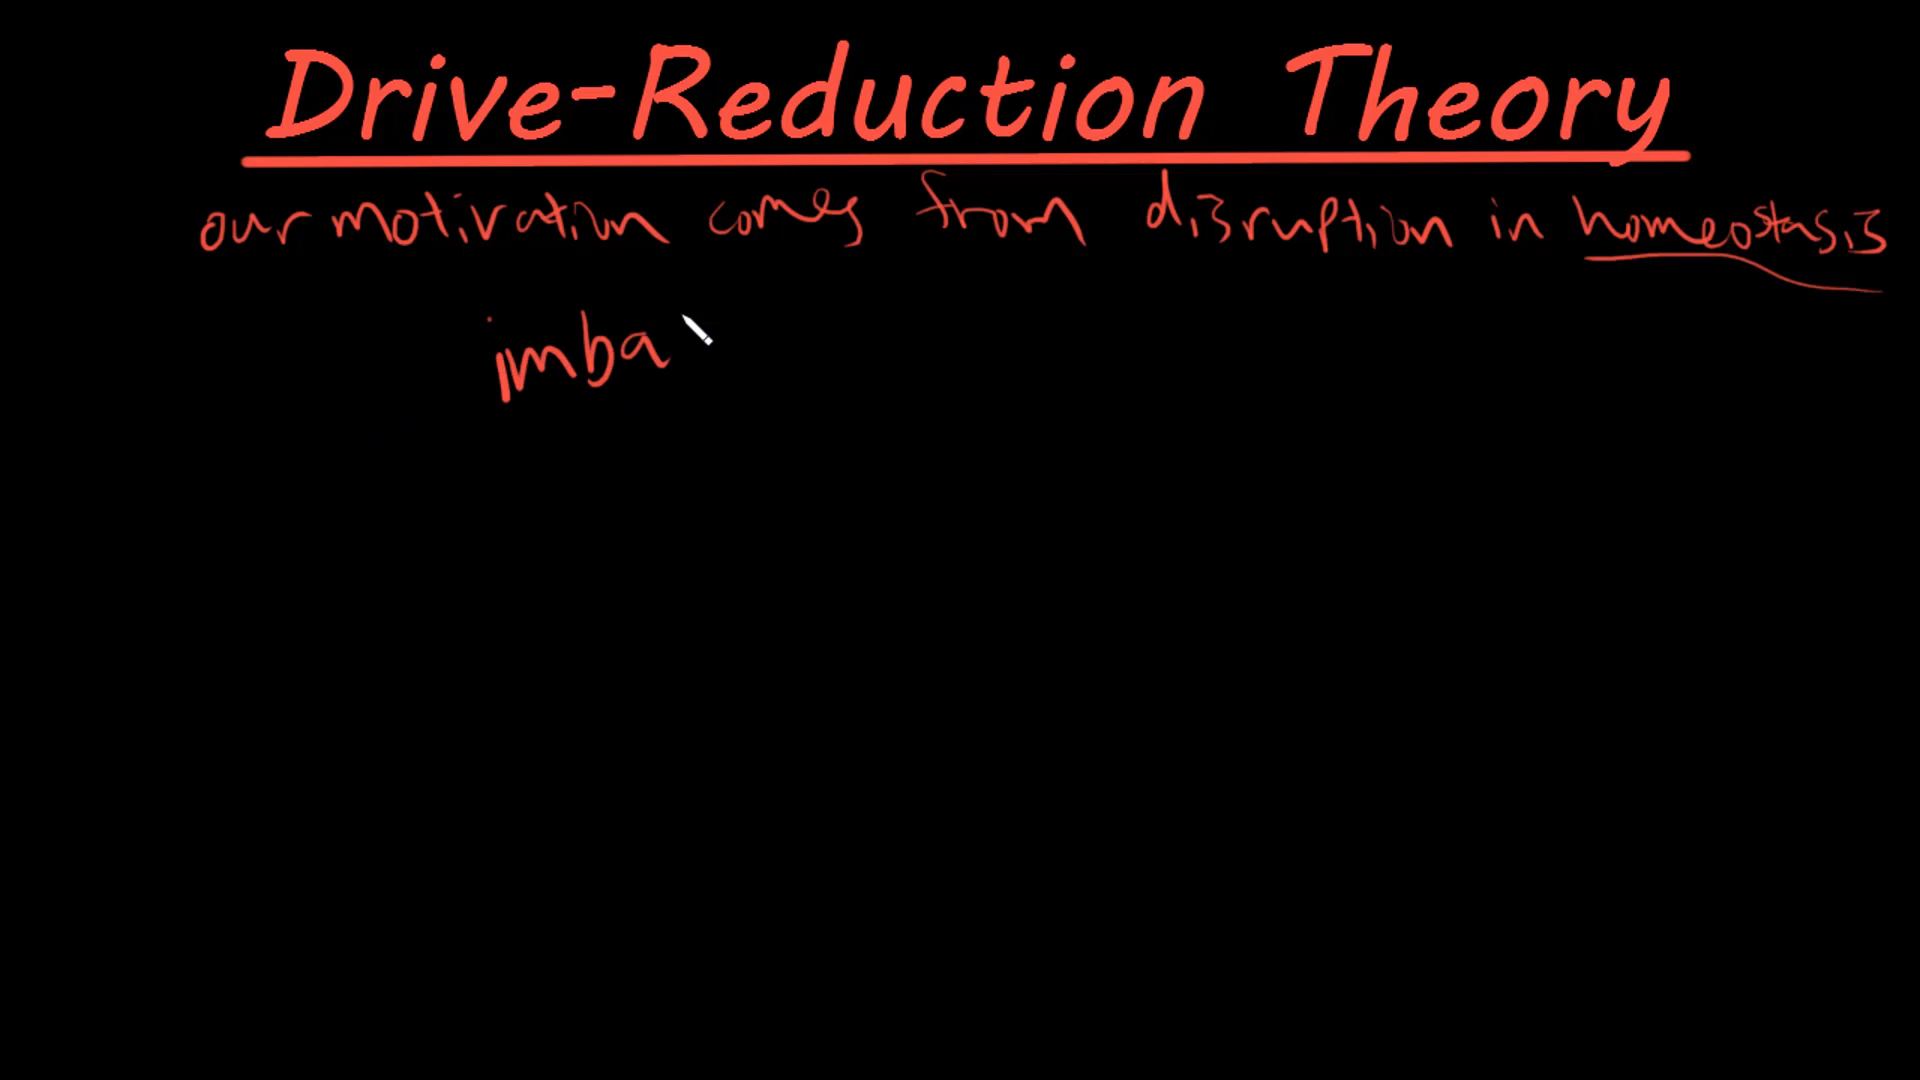 Drive-Reduction Theory
our motivation comes from disruption in homeostasis
imba